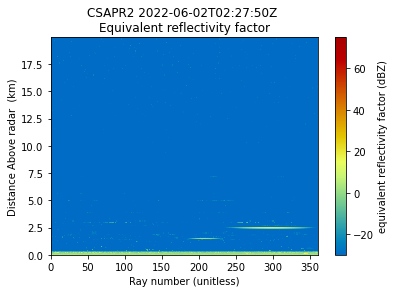 CSAPR2 2022-06-02T02:27:50Z
Equivalent reflectivity factor
17.5
15.0
12.5
10.0
7.5
5.0
2.5
0.0
Distance Above radar  (km)
0 50 100 150 200 250 300 350
Ray number (unitless)
60
40
20
0
−20
equivalent reflectivity factor (dBZ)